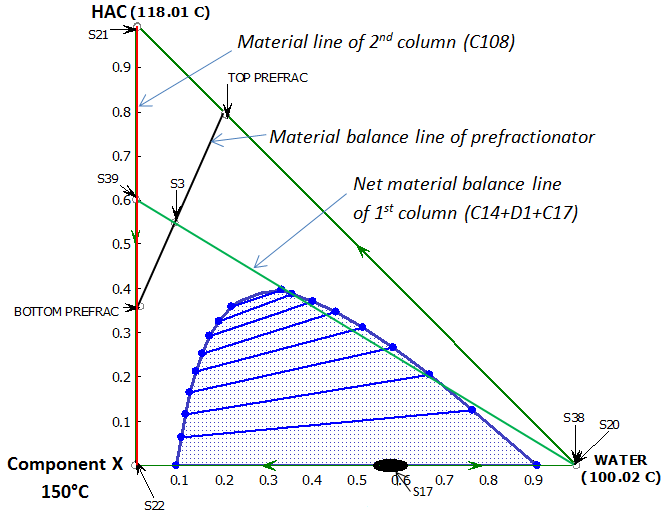 HAC (118.01 C)
S21
Material line of 2nd column (C108)
0.9
TOP PREFRAC
0.8
Material balance line of prefractionator
0.7
S39
S3
Net material balance line
of 1st column (C14+D1+C17)
0.6
0.5
0.4
BOTTOM PREFRAC
0.3
0.2
S38
S20
0.1
Component X
150°C
S22
0.1 0.2 0.3 0.4 0.5 0.6 0.7 0.8 0.9
S17
WATER
(100.02 C)